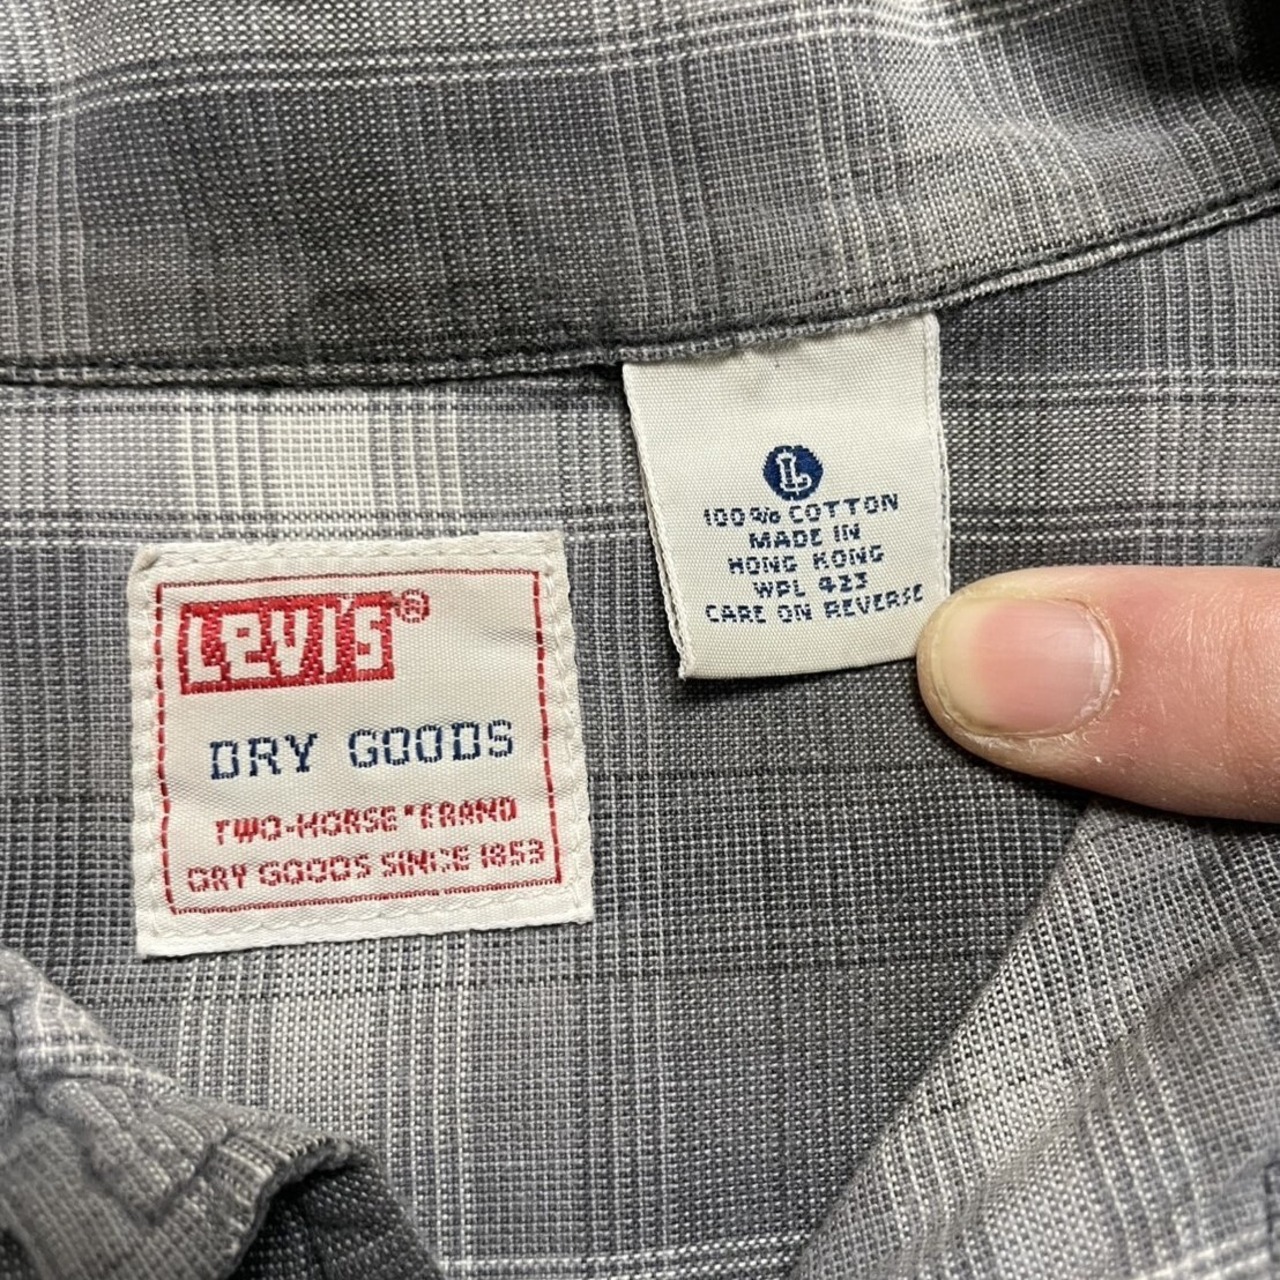 LEVI'S®
DRY GOODS
TWO-HORSE "BRAND
DRY GOODS SINCE 1853
L
100% COTTON
MADE IN
HONG KONG
WPL 423
CARE ON REVERSE